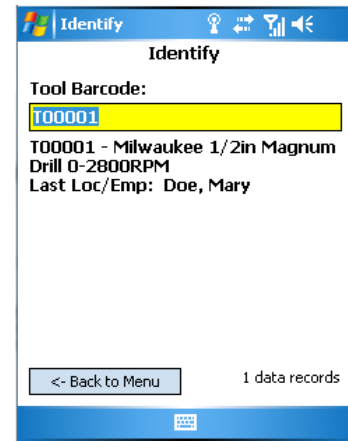 Identify
Identify
Tool Barcode:
T00001
T00001 - Milwaukee 1/2in Magnum
Drill 0-2800RPM
Last Loc/Emp: Doe, Mary
<- Back to Menu
1 data records